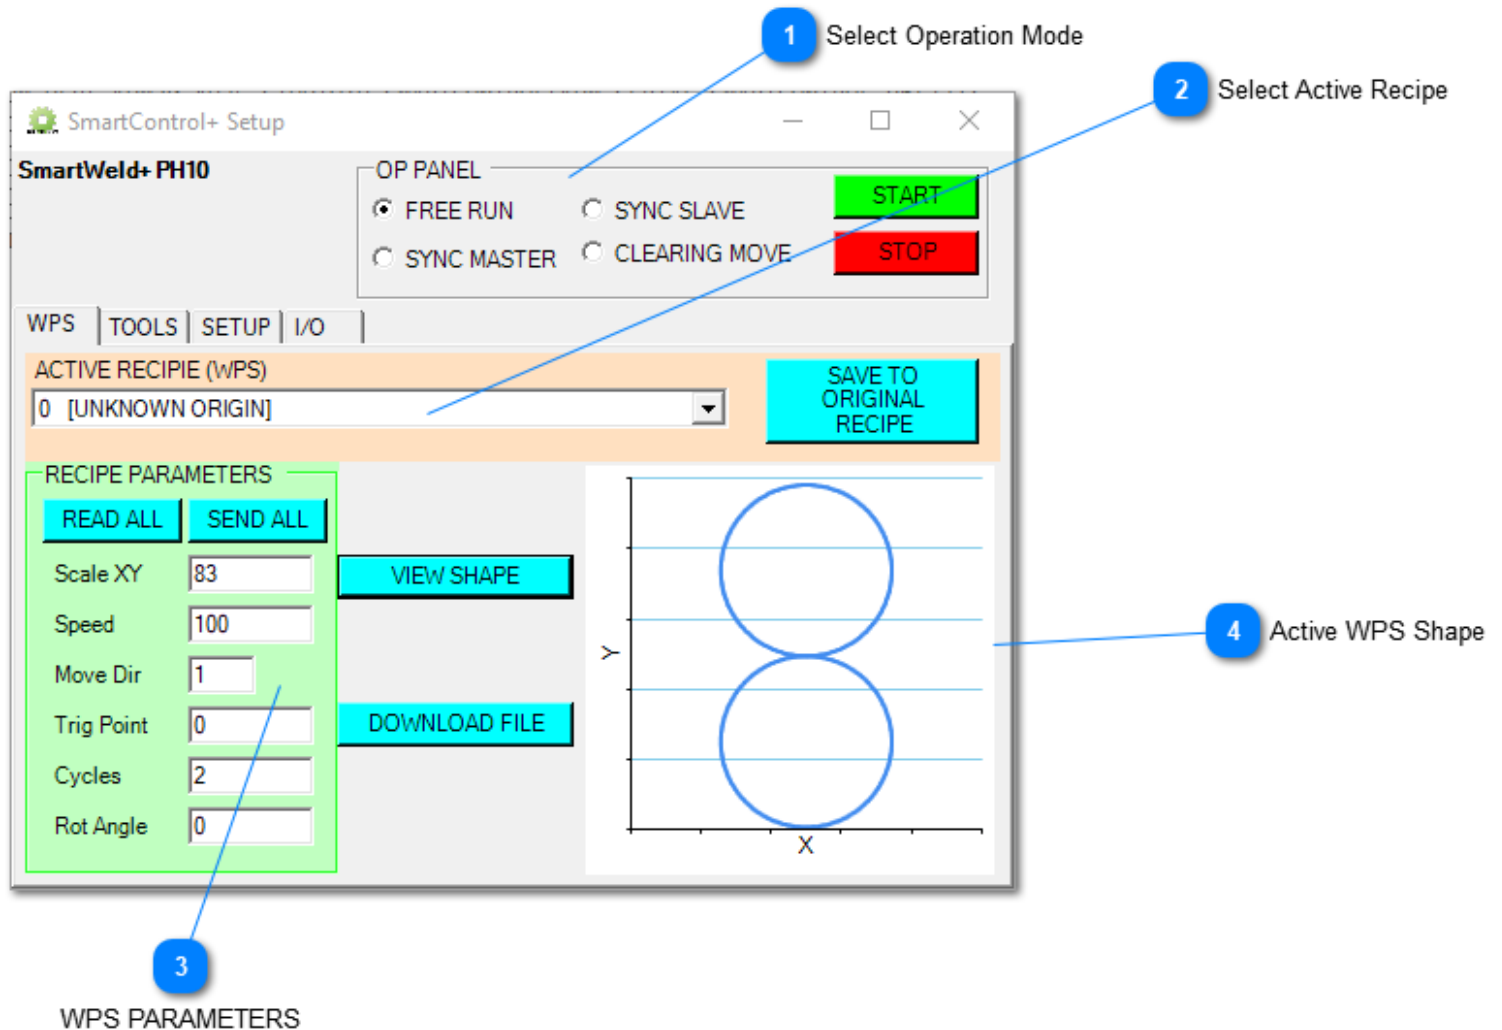 1 Select Operation Mode
2 Select Active Recipe
SmartControl+ Setup
SmartWeld+ PH10
OP PANEL
FREE RUN
SYNC SLAVE
START
SYNC MASTER
CLEARING MOVE
STOP
WPS TOOLS SETUP I/O
ACTIVE RECIPIE (WPS)
0 [UNKNOWN ORIGIN]
SAVE TO
ORIGINAL
RECIPE
RECIPE PARAMETERS
READ ALL SEND ALL
Scale XY 83
VIEW SHAPE
Speed 100
Move Dir 1
Trig Point 0
DOWNLOAD FILE
Cycles 2
Rot Angle 0
Y
X
4 Active WPS Shape
3
WPS PARAMETERS